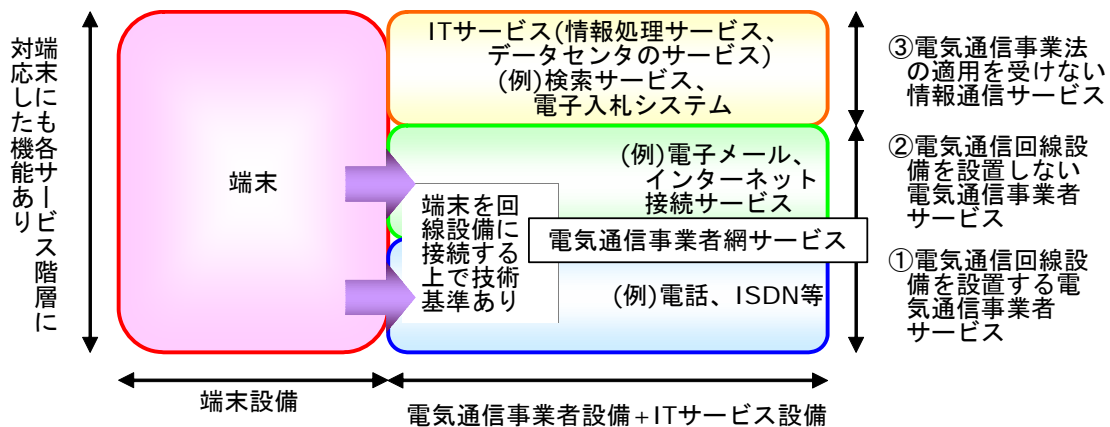 端末にも各サービス階層に
対応した機能あり
端末
ITサービス(情報処理サービス、
データセンタのサービス)
(例)検索サービス、
電子入札システム
(例)電子メール、
インターネット
接続サービス
端末を回
線設備に
接続する
上で技術
基準あり
電気通信事業者網サービス
(例)電話、ISDN等
③電気通信事業法
の適用を受けない
情報通信サービス
②電気通信回線設
備を設置しない
電気通信事業者
サービス
①電気通信回線設
備を設置する電
気通信事業者
サービス
端末設備
電気通信事業者設備+ITサービス設備